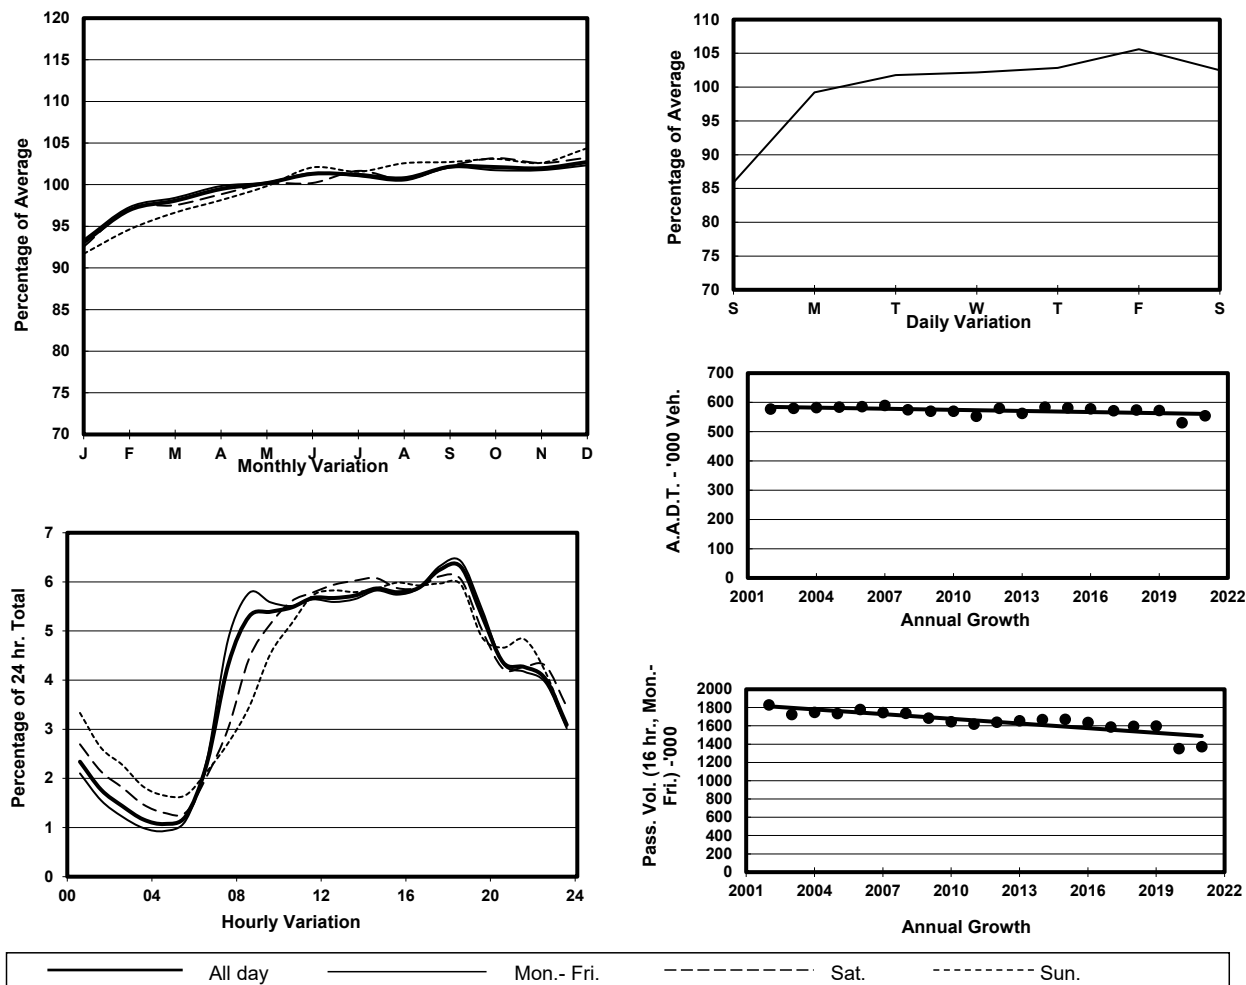 120
115
110
105
100
95
90
85
80
75
70
Percentage of Average
J F M A M J J A S O N D
Monthly Variation
110
105
100
95
90
85
80
75
70
Percentage of Average
S M T W T F S
Daily Variation
700
600
500
400
300
200
100
0
A.A.D.T. - '000 Veh.
2001 2004 2007 2010 2013 2016 2019 2022
Annual Growth
7
6
5
4
3
2
1
0
Percentage of 24 hr. Total
00 04 08 12 16 20 24
Hourly Variation
2000
1800
1600
1400
1200
1000
800
600
400
200
0
Pass. Vol. (16 hr., Mon.-
Fri.) -'000
2001 2004 2007 2010 2013 2016 2019 2022
Annual Growth
All day Mon.- Fri. Sat. Sun.